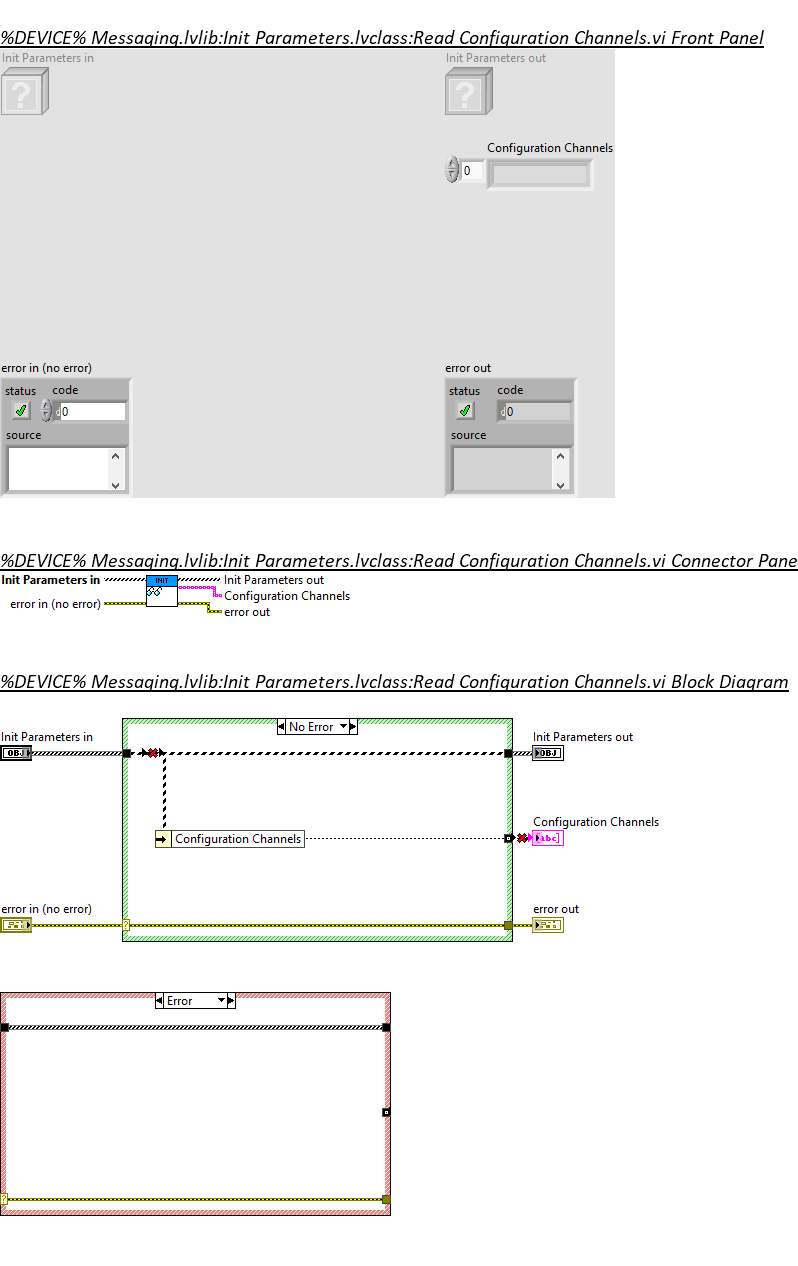 %DEVICE% Messaging.lvlib:Init Parameters.lvclass:Read Configuration Channels.vi Front Panel
Init Parameters in
Init Parameters out
?
?
Configuration Channels
0
error in (no error)
error out
status code
status code
d 0
d 0
source
source
%DEVICE% Messaging.lvlib:Init Parameters.lvclass:Read Configuration Channels.vi Connector Pane
Init Parameters in
INIT
Init Parameters out
Configuration Channels
error in (no error)
error out
%DEVICE% Messaging.lvlib:Init Parameters.lvclass:Read Configuration Channels.vi Block Diagram
No Error
Init Parameters in
Init Parameters out
OBJ
OBJ
Configuration Channels
Configuration Channels
abc
error in (no error)
error out
?
Error
?